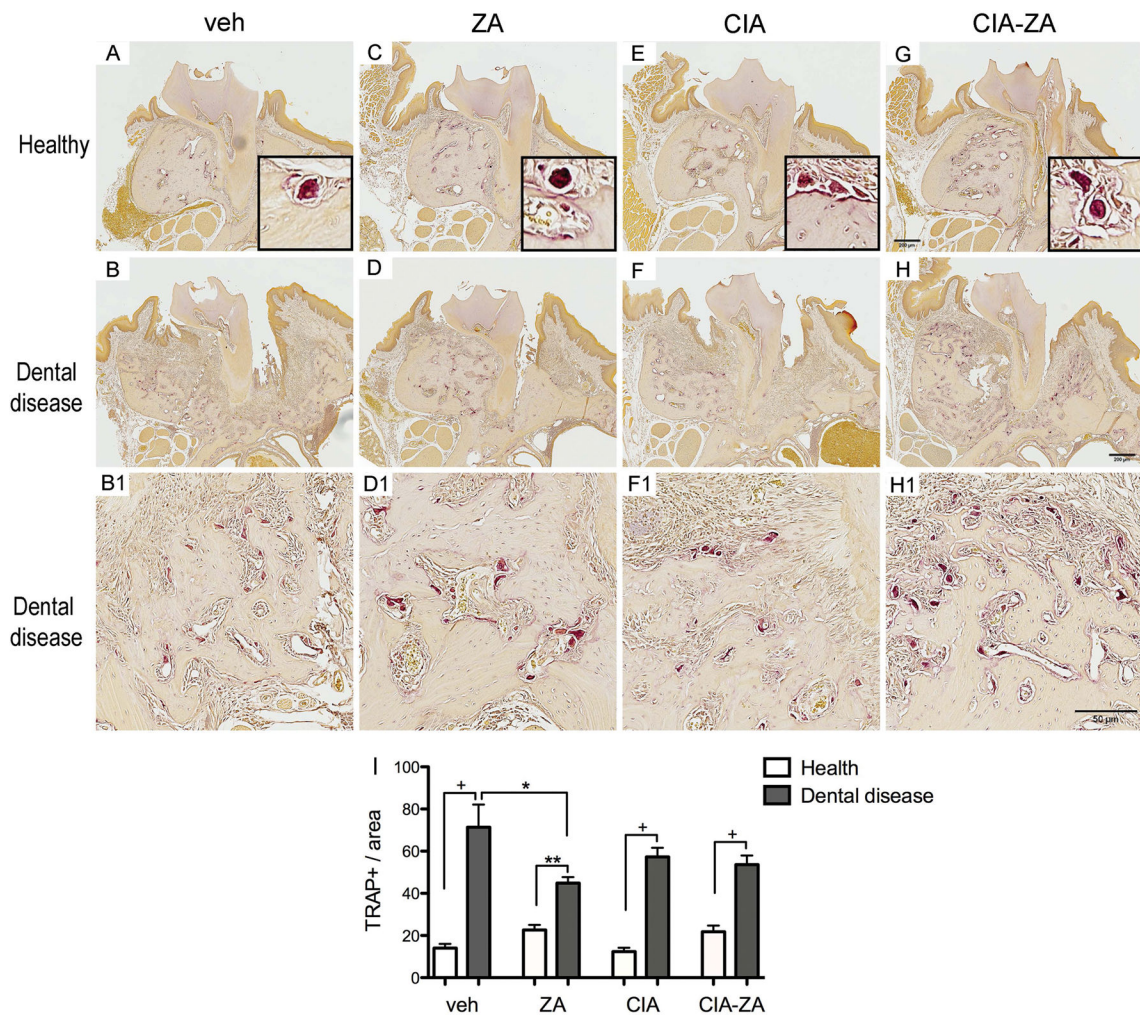 veh ZA CIA CIA-ZA
A C E G
Healthy
200 µm
B D F H
Dental
disease
200 µm
B1 D1 F1 H1
Dental
disease
50 µm
I
TRAP+ / area
100
80
60
40
20
0
+ * ** + +
Health
Dental disease
veh ZA CIA CIA-ZA